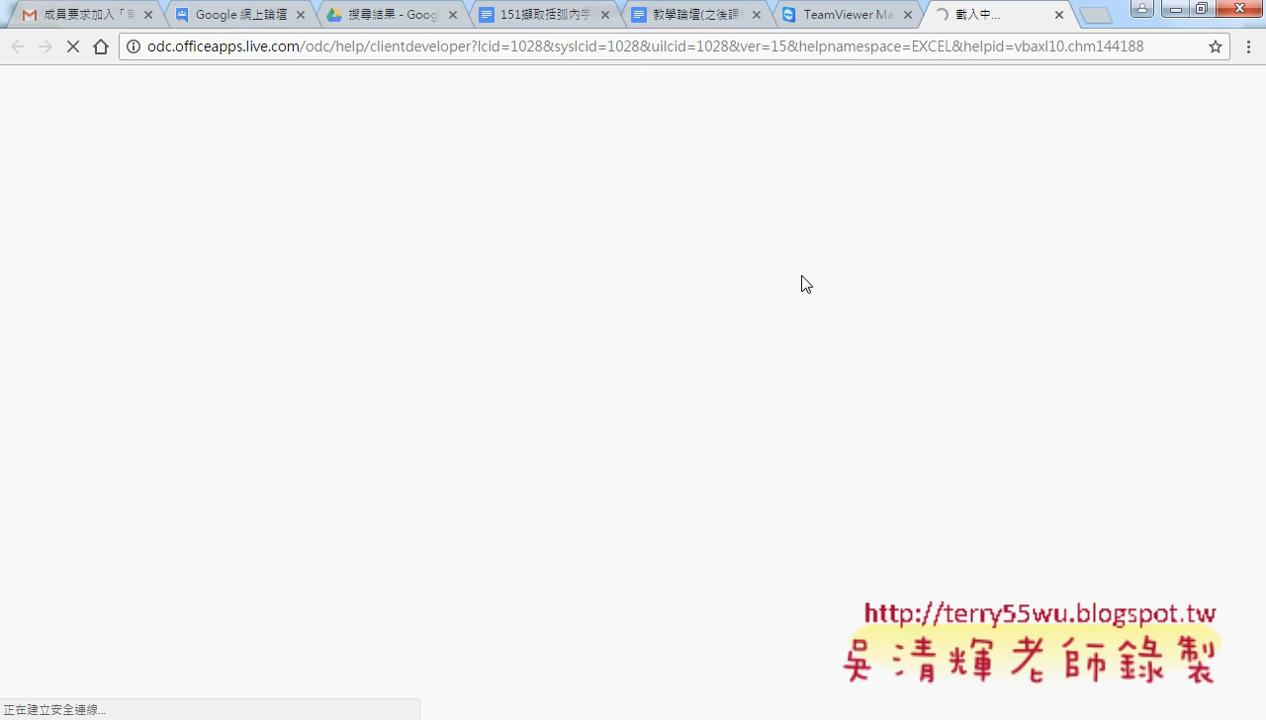 成員要求加入「
Google 網上論壇
搜尋結果 - Goog
151擷取括弧內字
教學論壇(之後
TeamViewer Ma
載入中...
odc.officeapps.live.com/odc/help/clientdeveloper?lcid=1028&syslcid=1028&uilcid=1028&ver=15&helpnamespace=EXCEL&helpid=vbaxl10.chm144188
http://terry55wu.blogspot.tw
吳清輝老師錄製
正在建立安全連線...